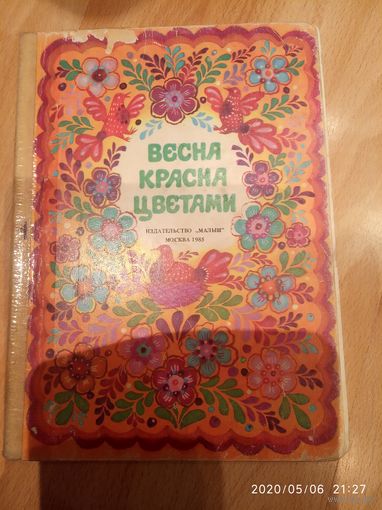 ВЕСНА
КРАСНА
ЦВЕТАМИ
ИЗДАТЕЛЬСТВО „МАЛЫШ"
МОСКВА 1985
2020/05/06 21:27